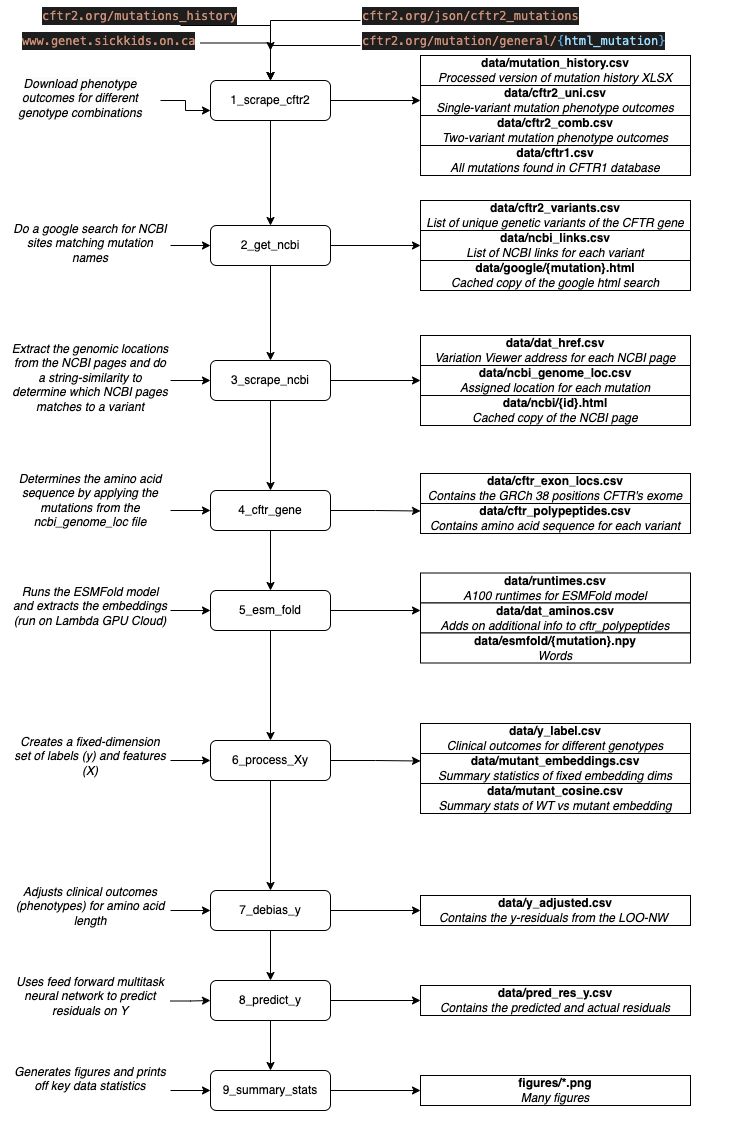 cftr2.org/mutations_history
cftr2.org/json/cftr2_mutations
www.genet.sickkids.on.ca
cftr2.org/mutation/general/{html_mutation}
Download phenotype
outcomes for different
genotype combinations
1_scrape_cftr2
data/mutation_history.csv
Processed version of mutation history XLSX
data/cftr2_uni.csv
Single-variant mutation phenotype outcomes
data/cftr2_comb.csv
Two-variant mutation phenotype outcomes
data/cftr1.csv
All mutations found in CFTR1 database
Do a google search for NCBI
sites matching mutation
names
2_get_ncbi
data/cftr2_variants.csv
List of unique genetic variants of the CFTR gene
data/ncbi_links.csv
List of NCBI links for each variant
data/google/{mutation}.html
Cached copy of the google html search
Extract the genomic locations
from the NCBI pages and do
a string-similarity to
determine which NCBI pages
matches to a variant
3_scrape_ncbi
data/dat_href.csv
Variation Viewer address for each NCBI page
data/ncbi_genome_loc.csv
Assigned location for each mutation
data/ncbi/{id}.html
Cached copy of the NCBI page
Determines the amino acid
sequence by applying the
mutations from the
ncbi_genome_loc file
4_cftr_gene
data/cftr_exon_locs.csv
Contains the GRCh 38 positions CFTR's exome
data/cftr_polypeptides.csv
Contains amino acid sequence for each variant
Runs the ESMFold model
and extracts the embeddings
(run on Lambda GPU Cloud)
5_esm_fold
data/runtimes.csv
A100 runtimes for ESMFold model
data/dat_aminos.csv
Adds on additional info to cftr_polypeptides
data/esmfold/{mutation}.npy
Words
Creates a fixed-dimension
set of labels (y) and features
(X)
6_process_Xy
data/y_label.csv
Clinical outcomes for different genotypes
data/mutant_embeddings.csv
Summary statistics of fixed embedding dims
data/mutant_cosine.csv
Summary stats of WT vs mutant embedding
Adjusts clinical outcomes
(phenotypes) for amino acid
length
7_debias_y
data/y_adjusted.csv
Contains the y-residuals from the LOO-NW
Uses feed forward multitask
neural network to predict
residuals on Y
8_predict_y
data/pred_res_y.csv
Contains the predicted and actual residuals
Generates figures and prints
off key data statistics
9_summary_stats
figures/*.png
Many figures